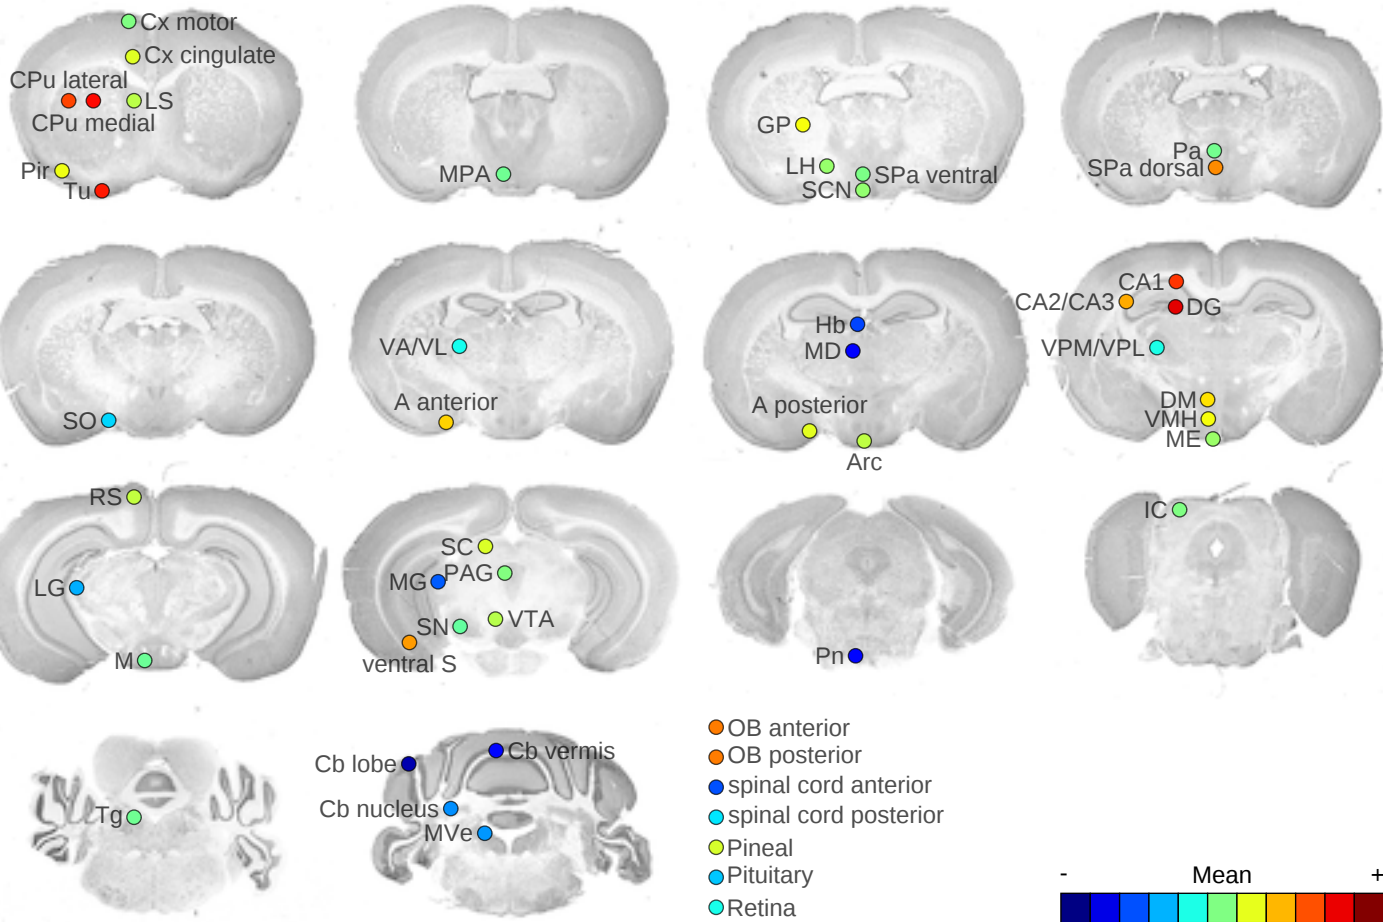 Cx motor
Cx cingulate
CPu lateral
LS
CPu medial
Pir
Tu
MPA
GP
LH
SPa ventral
SCN
Pa
SPa dorsal
SO
VA/VL
A anterior
Hb
MD
A posterior
Arc
CA1
CA2/CA3
DG
VPM/VPL
DM
VMH
ME
RS
LG
M
SC
MG
PAG
SN
VTA
ventral S
Pn
IC
Tg
Cb lobe
Cb vermis
Cb nucleus
MVe
OB anterior
OB posterior
spinal cord anterior
spinal cord posterior
Pineal
Pituitary
Retina
- Mean +